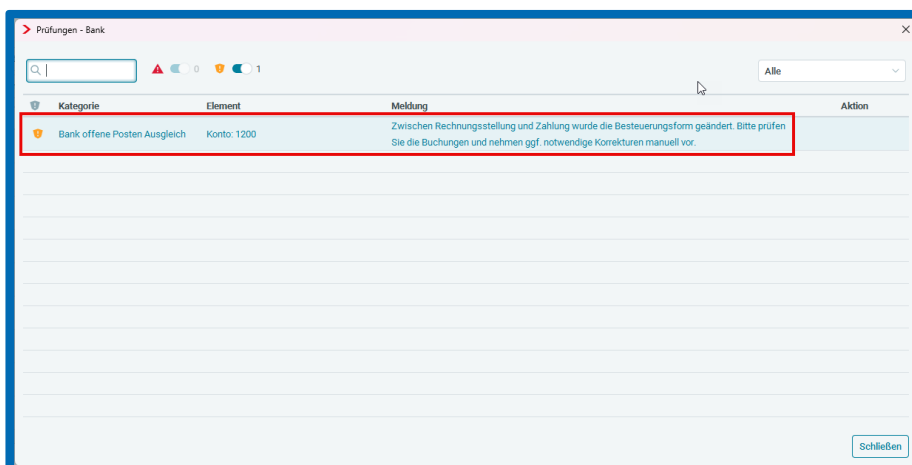 Prüfungen - Bank
0 1 Alle
Kategorie Element Meldung Aktion
Bank offene Posten Ausgleich Konto: 1200 Zwischen Rechnungsstellung und Zahlung wurde die Besteuerungsform geändert. Bitte prüfen
Sie die Buchungen und nehmen ggf. notwendige Korrekturen manuell vor.
Schließen